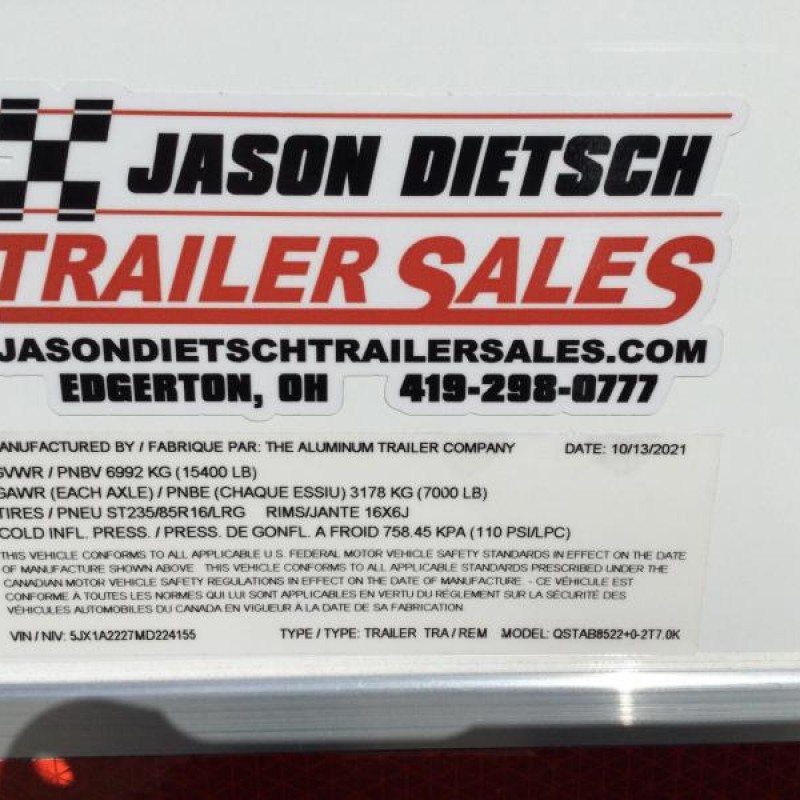 JASON DIETSCH
TRAILER SALES
JASONDIETSCHTRAILERSALES.COM
EDGERTON, OH 419-298-0777
ANUFACTURED BY / FABRIQUE PAR: THE ALUMINUM TRAILER COMPANY DATE: 10/13/2021
GVWR / PNBV 6992 KG (15400 LB)
GAWR (EACH AXLE) / PNBE (CHAQUE ESSIU) 3178 KG (7000 LB)
TIRES / PNEU ST235/85R16/LRG RIMS/JANTE 16X6J
COLD INFL. PRESS. / PRESS. DE GONFL. A FROID 758.45 KPA (110 PSI/LPC)
THIS VEHICLE CONFORMS TO ALL APPLICABLE U.S. FEDERAL MOTOR VEHICLE SAFETY STANDARDS IN EFFECT ON THE DATE
OF MANUFACTURE SHOWN ABOVE THIS VEHICLE CONFORMS TO ALL APPLICABLE STANDARDS PRESCRIBED UNDER THE
CANADIAN MOTOR VEHICLE SAFETY REGULATIONS IN EFFECT ON THE DATE OF MANUFACTURE. - CE VÉHICULE EST
CONFORME À TOUTES LES NORMES QUI LUI SONT APPLICABLES EN VERTU DU RÉGLEMENT SUR LA SÉCURITÉ DES
VÉHICULES AUTOMOBILES DU CANADA EN VIGUEUR À LA DATE DE SA FABRICATION
VIN / NIV: 5JX1A2227MD224155 TYPE / TYPE: TRAILER TRA / REM MODEL: QSTAB8522+0-2T7.0K